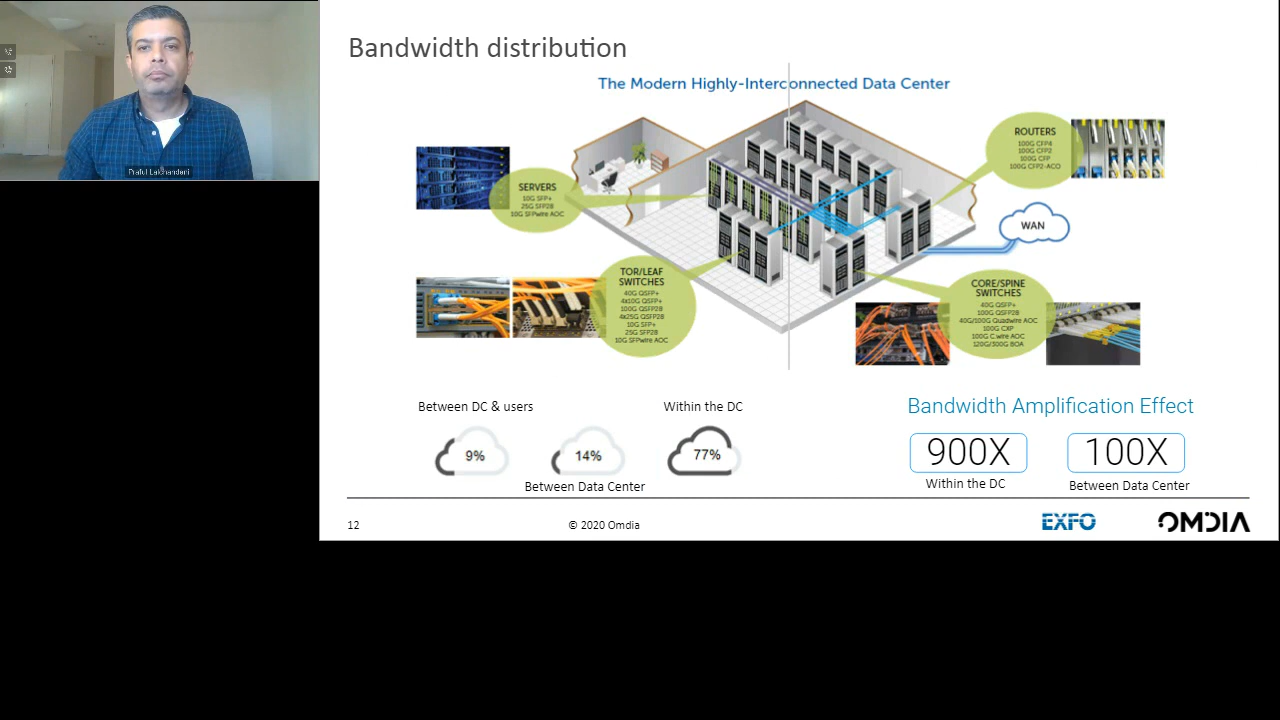 Praful Lalchandani
Bandwidth distribution
The Modern Highly-Interconnected Data Center
SERVERS
10G SFP+
25G SFP28
10G SFPwire AOC
ROUTERS
100G CFP4
100G CFP2
100G CFP
100G CFP2-ACO
WAN
TOR/LEAF
SWITCHES
40G QSFP+
4x10G QSFP+
100G QSFP28
4x25G QSFP28
10G SFP+
25G SFP28
10G SFPwire AOC
CORE/SPINE
SWITCHES
40G QSFP+
100G QSFP28
40G/100G Quadwire AOC
100G CXP
100G C.wire AOC
120G/300G BOA
Between DC & users
Within the DC
9%
14%
77%
Between Data Center
Bandwidth Amplification Effect
900X
100X
Within the DC
Between Data Center
12
© 2020 Omdia
EXFO
OMDIA